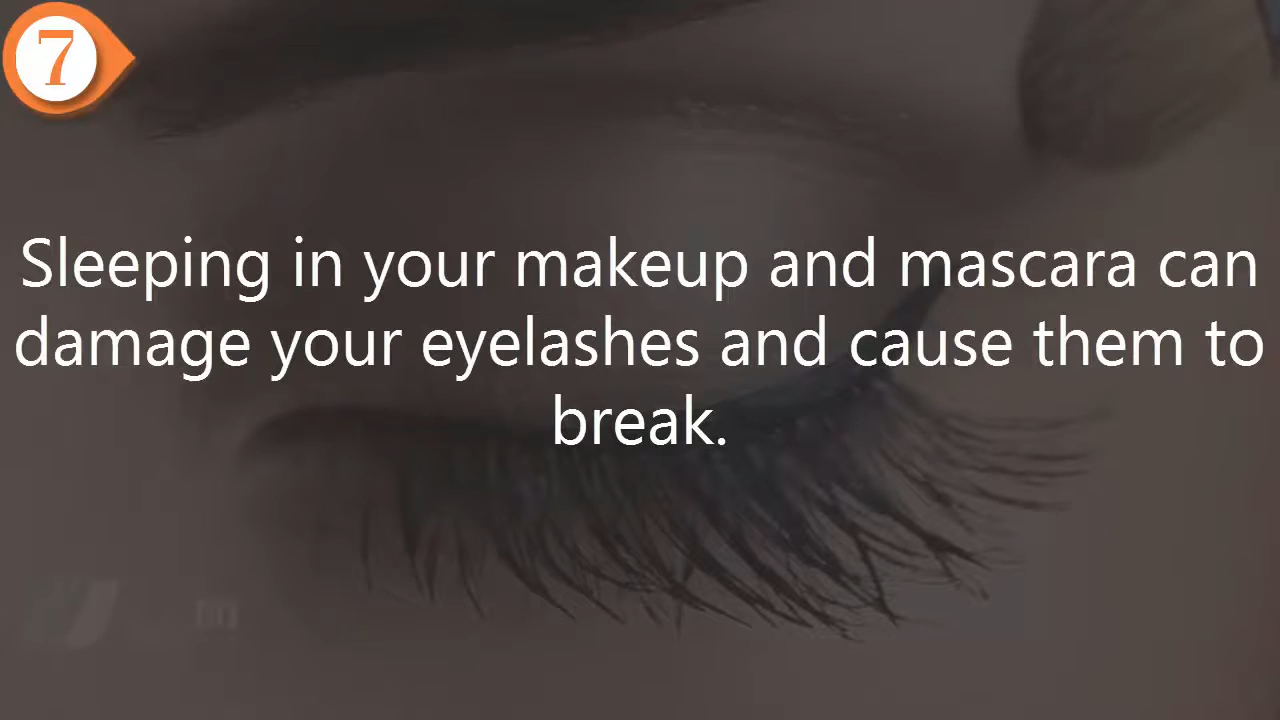 7
Sleeping in your makeup and mascara can
damage your eyelashes and cause them to
break.